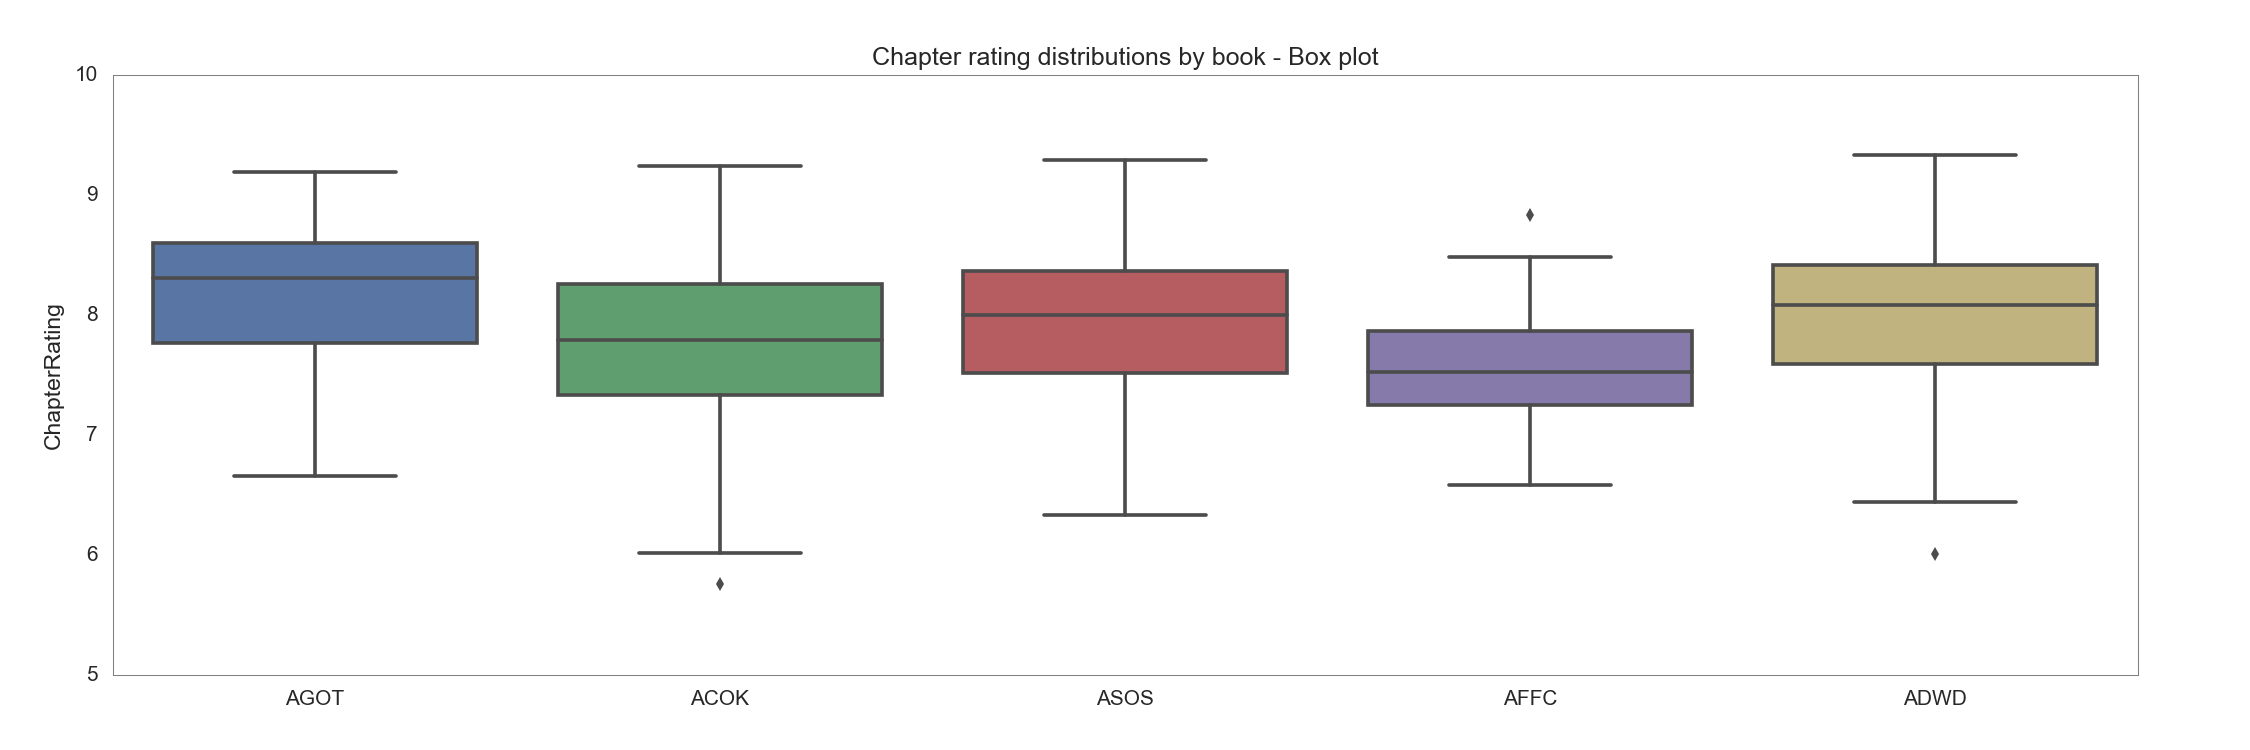 Chapter rating distributions by book - Box plot
10
9
8
7
6
5
ChapterRating
AGOT ACOK ASOS AFFC ADWD